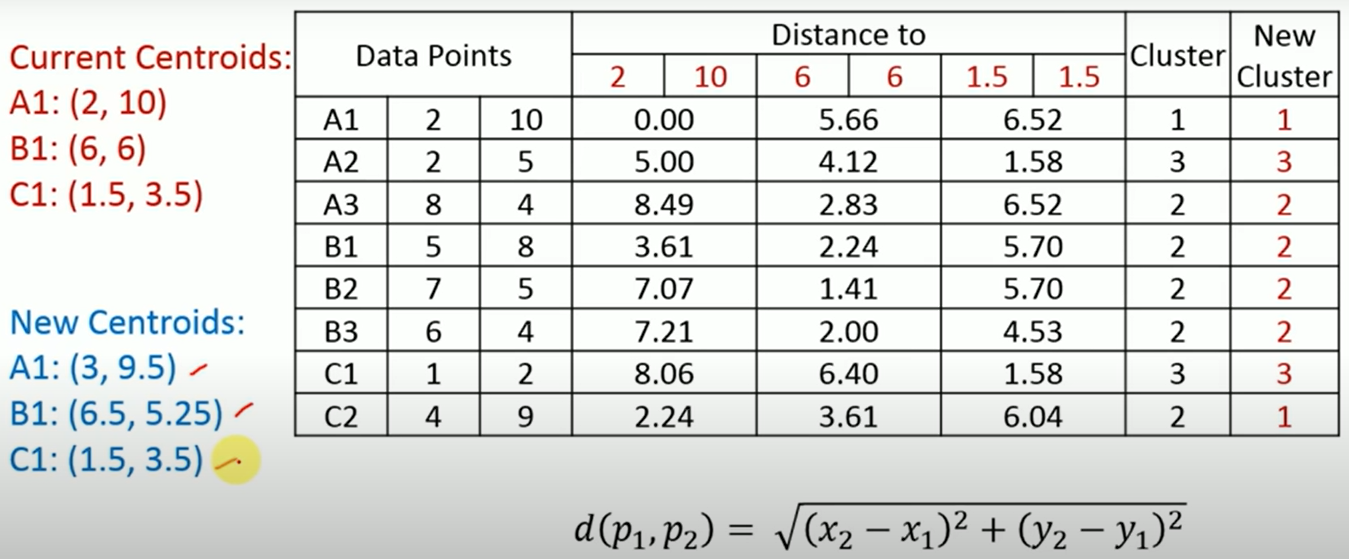 Current Centroids:
A1: (2, 10)
B1: (6, 6)
C1: (1.5, 3.5)
New Centroids:
A1: (3, 9.5)
B1: (6.5, 5.25)
C1: (1.5, 3.5)
Data Points Distance to Cluster New Cluster
2 10 6 6 1.5 1.5
A1 2 10 0.00 5.66 6.52 1 1
A2 2 5 5.00 4.12 1.58 3 3
A3 8 4 8.49 2.83 6.52 2 2
B1 5 8 3.61 2.24 5.70 2 2
B2 7 5 7.07 1.41 5.70 2 2
B3 6 4 7.21 2.00 4.53 2 2
C1 1 2 8.06 6.40 1.58 3 3
C2 4 9 2.24 3.61 6.04 2 1
d(p₁, p₂) = √(x₂ − x₁)² + (y₂ − y₁)²